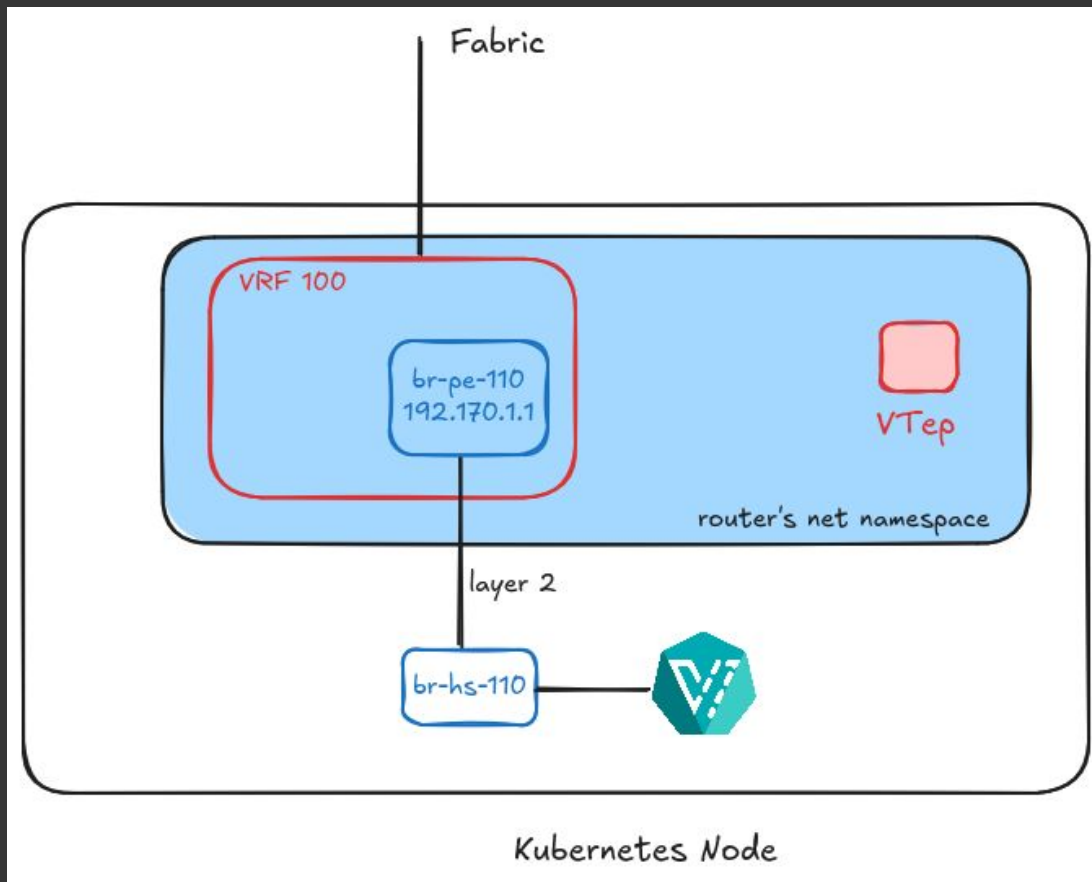 Fabric
VRF 100
br-pe-110
192.170.1.1
VTep
router's net namespace
layer 2
br-hs-110
Kubernetes Node